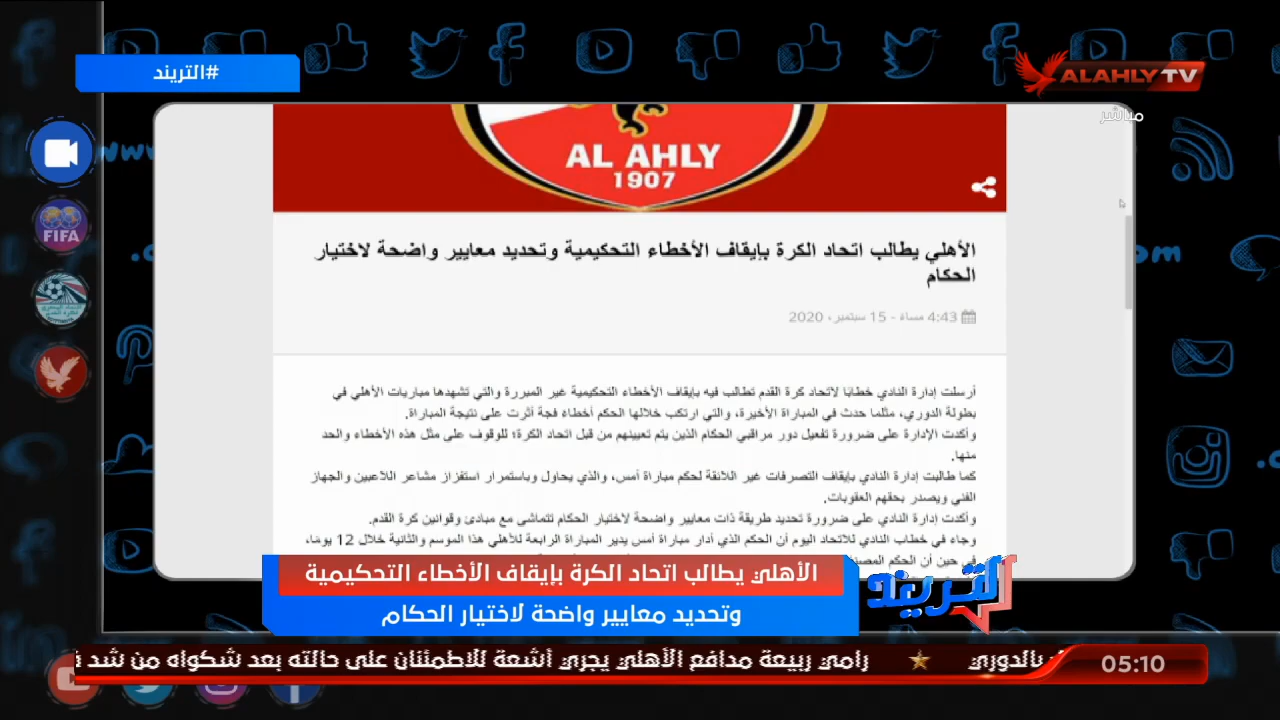 #التريند
ALAHLY TV
مباشر
AL AHLY
1907
FIFA
الأهلي يطالب اتحاد الكرة بإيقاف الأخطاء التحكيمية وتحديد معايير واضحة لاختيار
الحكام
4:43 مساء - 15 سبتمبر، 2020
أرسلت إدارة النادي خطابًا لاتحاد كرة القدم تطالب فيه بإيقاف الأخطاء التحكيمية غير المبررة والتي تشهدها مباريات الأهلي في
بطولة الدوري، مثلما حدث في المباراة الأخيرة، والتي ارتكب خلالها الحكم أخطاء فجة أثرت على نتيجة المباراة.
وأكدت الإدارة على ضرورة تفعيل دور مراقبي الحكام الذين يتم تعيينهم من قبل اتحاد الكرة؛ للوقوف على مثل هذه الأخطاء والحد
منها.
كما طالبت إدارة النادي بإيقاف التصرفات غير اللائقة لحكم مباراة أمس، والذي يحاول وباستمرار استفزاز مشاعر اللاعبين والجهاز
الفني ويصدر بحقهم العقوبات.
وأكدت إدارة النادي على ضرورة تحديد طريقة ذات معايير واضحة لاختيار الحكام تتماشى مع مبادئ وقوانين كرة القدم.
وجاء في خطاب النادي للاتحاد اليوم أن الحكم الذي أدار مباراة أمس يدير المباراة الرابعة للأهلي هذا الموسم والثانية خلال 12 يومًا،
في حين أن الحكم
الأهلي يطالب اتحاد الكرة بإيقاف الأخطاء التحكيمية
وتحديد معايير واضحة لاختيار الحكام
التريند
بالدوري ★ رامي ربيعة مدافع الأهلي يجري أشعة للاطمئنان على حالته بعد شكواه من شد
05:10